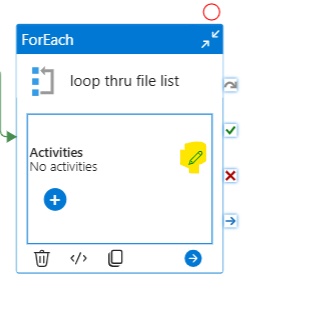 ForEach
loop thru file list
Activities
No activities